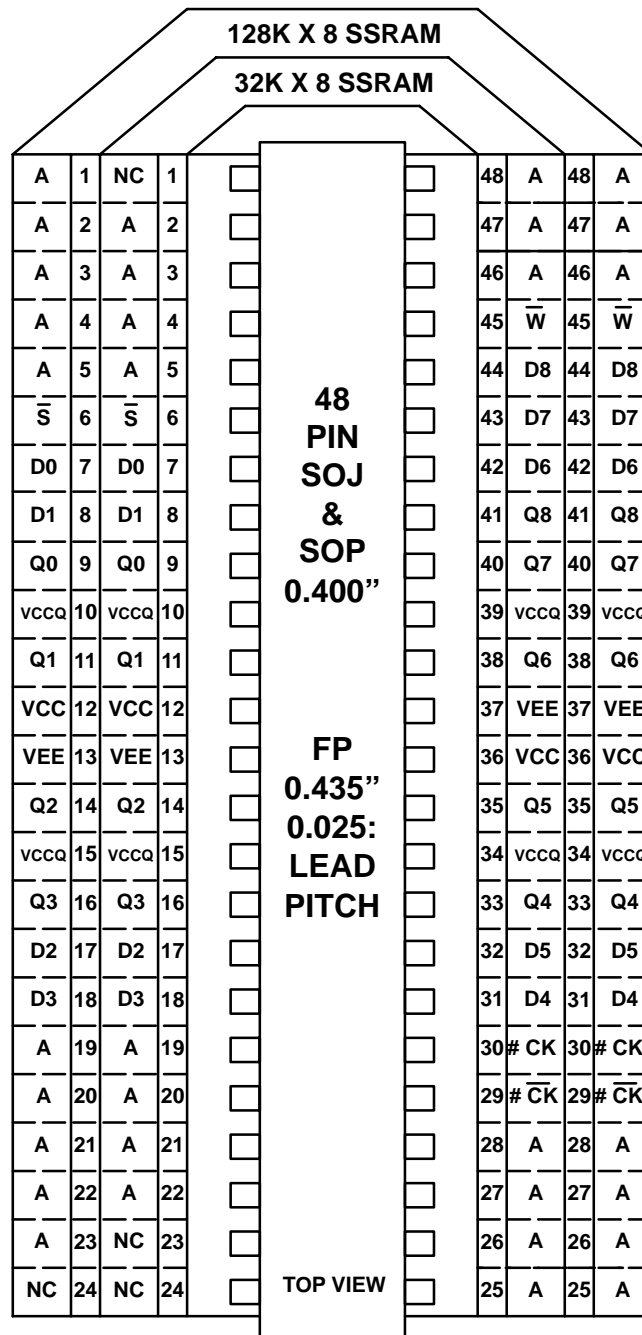 128K X 8 SSRAM
32K X 8 SSRAM
A 1 NC 1 48 A 48 A
A 2 A 2 47 A 47 A
A 3 A 3 46 A 46 A
A 4 A 4 45 W̅ 45 W̅
A 5 A 5 44 D8 44 D8
S̅ 6 S̅ 6 43 D7 43 D7
D0 7 D0 7 42 D6 42 D6
D1 8 D1 8 41 Q8 41 Q8
Q0 9 Q0 9 40 Q7 40 Q7
VCCQ 10 VCCQ 10 39 VCCQ 39 VCCQ
Q1 11 Q1 11 38 Q6 38 Q6
VCC 12 VCC 12 37 VEE 37 VEE
VEE 13 VEE 13 36 VCC 36 VCC
Q2 14 Q2 14 35 Q5 35 Q5
VCCQ 15 VCCQ 15 34 VCCQ 34 VCCQ
Q3 16 Q3 16 33 Q4 33 Q4
D2 17 D2 17 32 D5 32 D5
D3 18 D3 18 31 D4 31 D4
A 19 A 19 30 # CK 30 # CK
A 20 A 20 29 # C̅K̅ 29 # C̅K̅
A 21 A 21 28 A 28 A
A 22 A 22 27 A 27 A
A 23 NC 23 26 A 26 A
NC 24 NC 24 25 A 25 A
48
PIN
SOJ
&
SOP
0.400”
FP
0.435”
0.025:
LEAD
PITCH
TOP VIEW